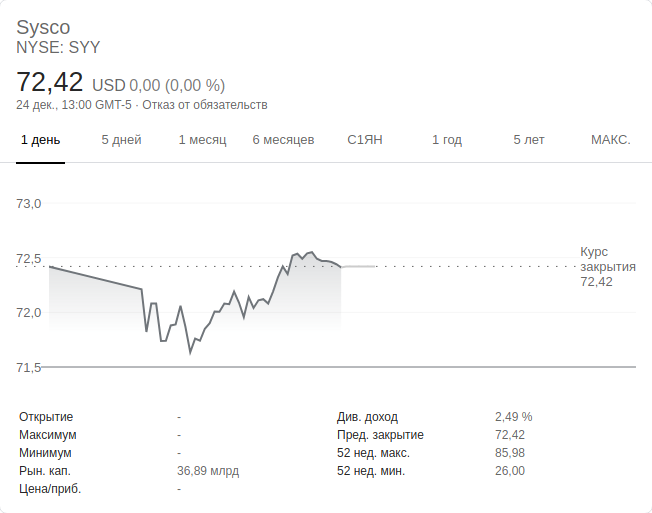 Sysco
NYSE: SYY
72,42 USD 0,00 (0,00 %)
24 дек., 13:00 GMT-5 · Отказ от обязательств
1 день 5 дней 1 месяц 6 месяцев С1ЯН 1 год 5 лет МАКС.
73,0
72,5
72,0
71,5
Курс
закрытия
72,42
Открытие -
Максимум -
Минимум -
Рын. кап. 36,89 млрд
Цена/приб. -
Див. доход 2,49 %
Пред. закрытие 72,42
52 нед. макс. 85,98
52 нед. мин. 26,00